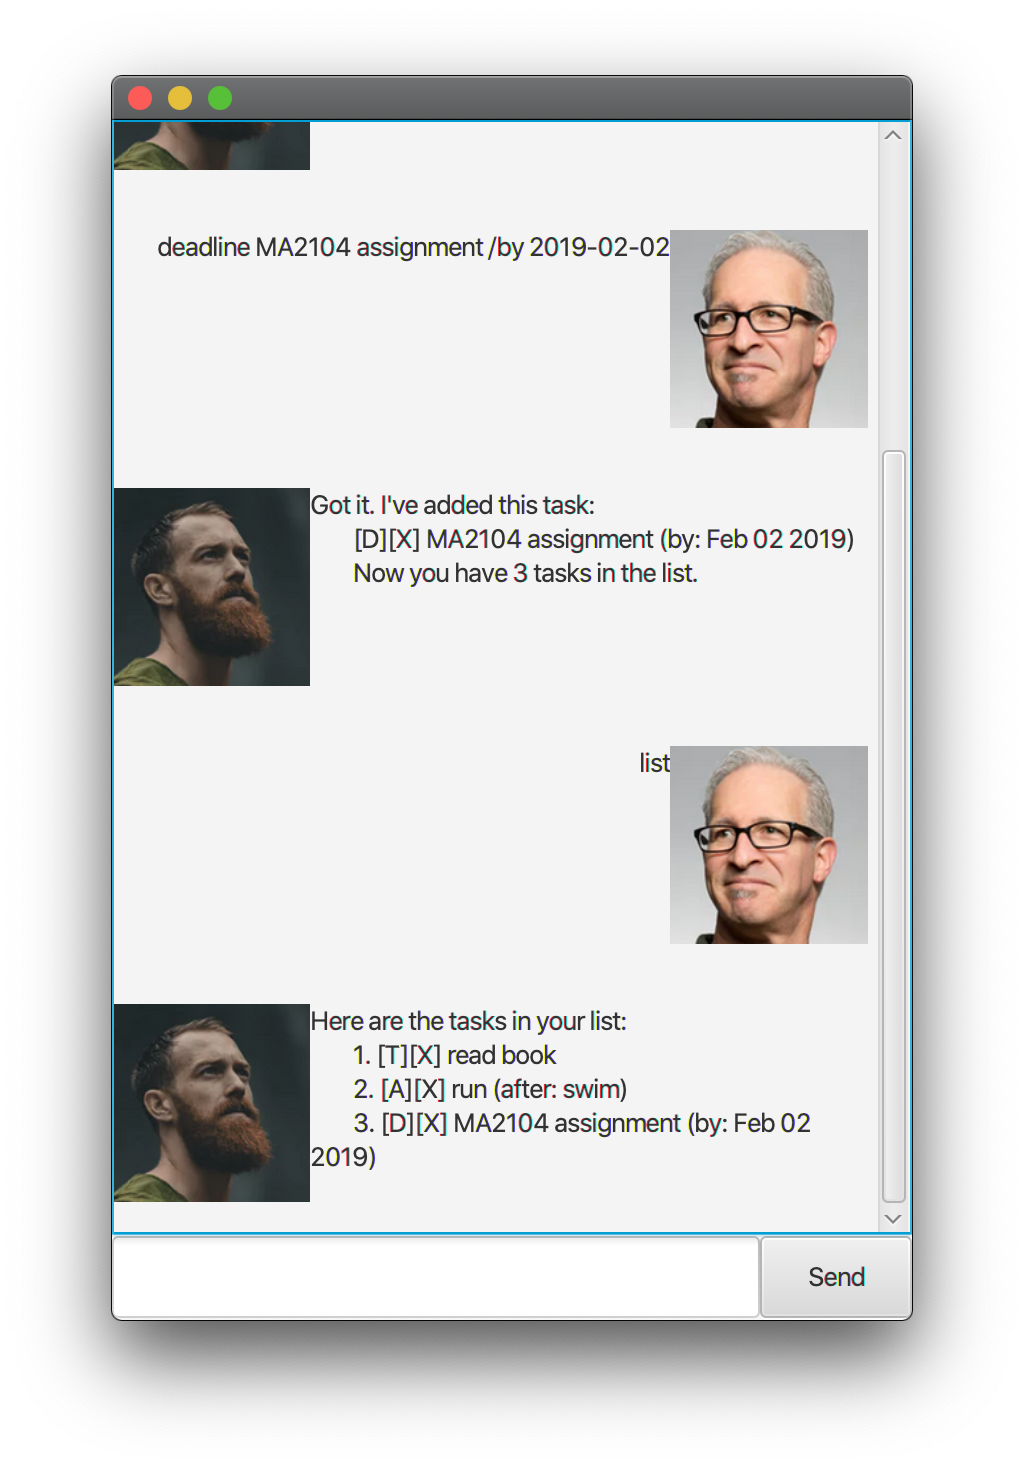 deadline MA2104 assignment /by 2019-02-02
Got it. I've added this task:
[D][X] MA2104 assignment (by: Feb 02 2019)
Now you have 3 tasks in the list.
list
Here are the tasks in your list:
1. [T][X] read book
2. [A][X] run (after: swim)
3. [D][X] MA2104 assignment (by: Feb 02
2019)
Send